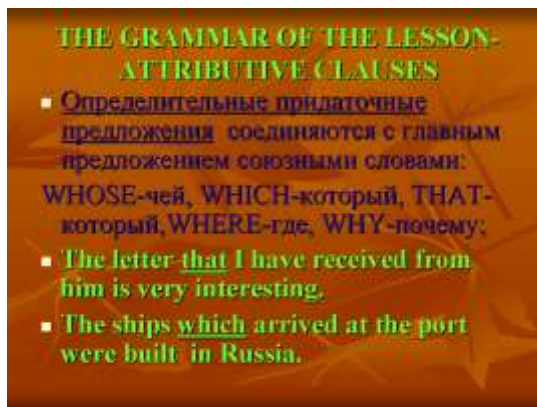 THE GRAMMAR OF THE LESSON-
ATTRIBUTIVE CLAUSES
Определительные придаточные
предложения соединяются с главным
предложением союзными словами:
WHOSE-чей, WHICH-который, THAT-
который,WHERE-где, WHY-почему;
The letter that I have received from
him is very interesting.
The ships which arrived at the port
were built in Russia.